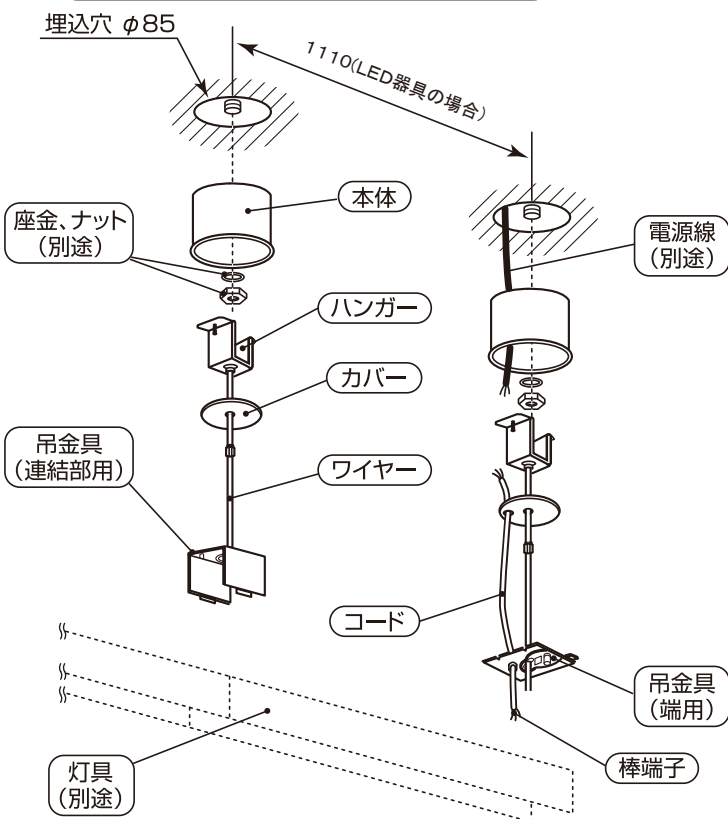 埋込穴 φ85
1110(LED器具の場合)
本体
座金、ナット
(別途)
電源線
(別途)
ハンガー
カバー
吊金具
(連結部用)
ワイヤー
コード
吊金具
(端用)
灯具
(別途)
棒端子